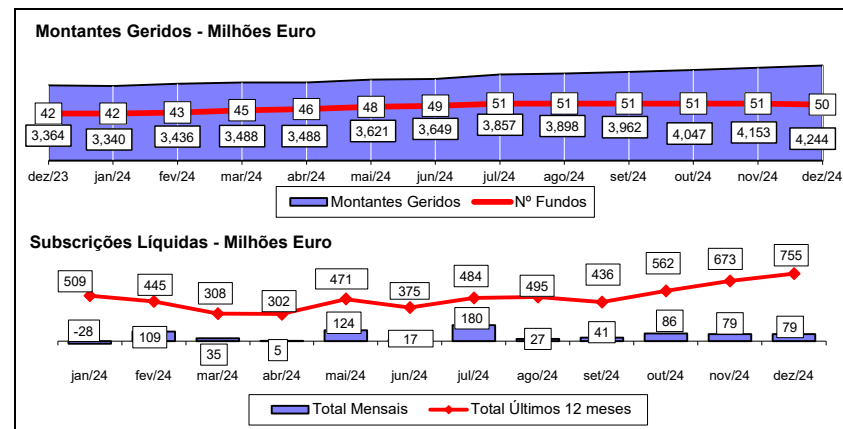 Montantes Geridos - Milhões Euro
42 42 43 45 46 48 49 51 51 51 51 51 50
3,364 3,340 3,436 3,488 3,488 3,621 3,649 3,857 3,898 3,962 4,047 4,153 4,244
dez/23 jan/24 fev/24 mar/24 abr/24 mai/24 jun/24 jul/24 ago/24 set/24 out/24 nov/24 dez/24
Montantes Geridos Nº Fundos
Subscrições Líquidas - Milhões Euro
509 445 308 302 471 375 484 495 436 562 673 755
-28 109 35 5 124 17 180 27 41 86 79 79
jan/24 fev/24 mar/24 abr/24 mai/24 jun/24 jul/24 ago/24 set/24 out/24 nov/24 dez/24
Total Mensais Total Últimos 12 meses